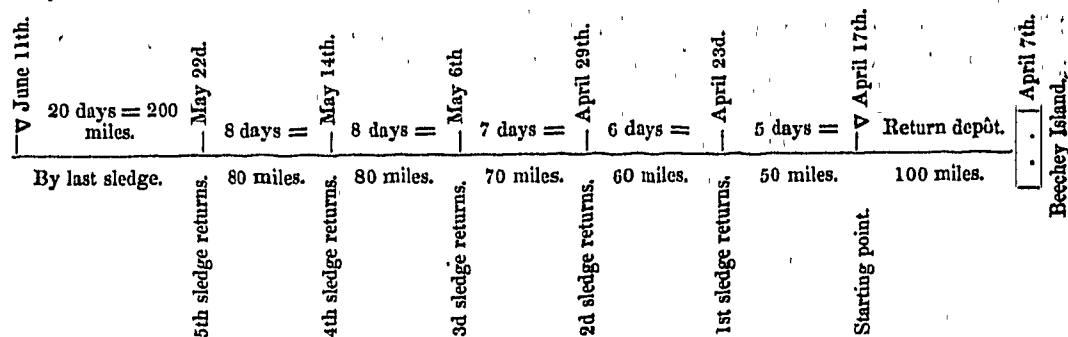 ∇ June 11th.
20 days = 200
miles.
By last sledge.
May 22d.
5th sledge returns.
8 days =
80 miles.
May 14th.
4th sledge returns.
8 days =
80 miles.
May 6th
3d sledge returns.
7 days =
70 miles.
April 29th.
2d sledge returns.
6 days =
60 miles.
April 23d.
1st sledge returns.
5 days =
50 miles.
∇ April 17th.
Starting point.
Return depôt.
100 miles.
April 7th.
Beechey Island.